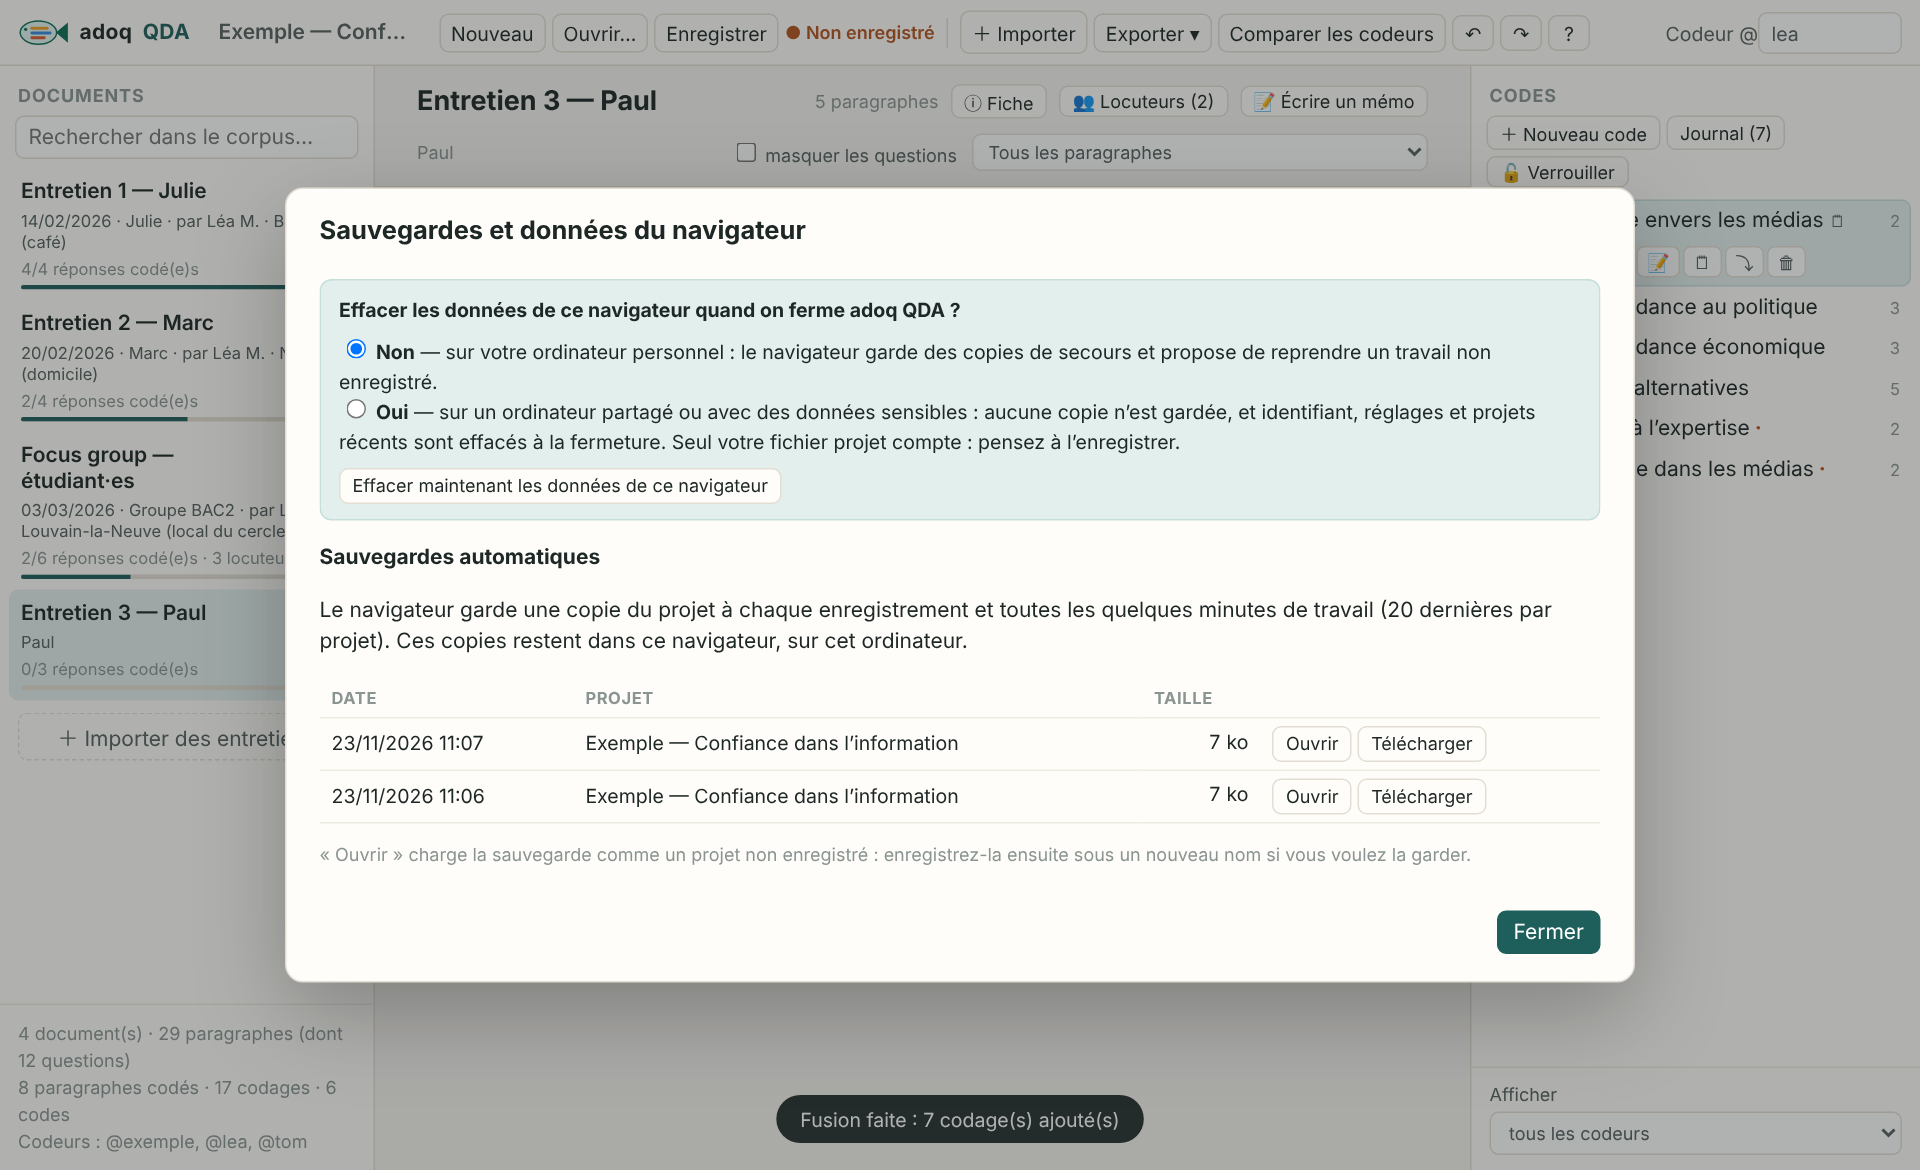 adoq QDA
Exemple — Conf...
Nouveau
Ouvrir...
Enregistrer
Non enregistré
+ Importer
Exporter ▾
Comparer les codeurs
↶
↷
?
Codeur @
lea
DOCUMENTS
Rechercher dans le corpus...
Entretien 1 — Julie
14/02/2026 · Julie · par Léa M. · B
(café)
4/4 réponses codé(e)s
Entretien 2 — Marc
20/02/2026 · Marc · par Léa M. · N
(domicile)
2/4 réponses codé(e)s
Focus group —
étudiant·es
03/03/2026 · Groupe BAC2 · par L
Louvain-la-Neuve (local du cercle
2/6 réponses codé(e)s · 3 locuteu
Entretien 3 — Paul
Paul
0/3 réponses codé(e)s
+ Importer des entretie
4 document(s) · 29 paragraphes (dont
12 questions)
8 paragraphes codés · 17 codages · 6
codes
Codeurs : @exemple, @lea, @tom
Entretien 3 — Paul
5 paragraphes
ⓘ Fiche
👥 Locuteurs (2)
📝 Écrire un mémo
Paul
masquer les questions
Tous les paragraphes
Sauvegardes et données du navigateur
Effacer les données de ce navigateur quand on ferme adoq QDA ?
Non — sur votre ordinateur personnel : le navigateur garde des copies de secours et propose de reprendre un travail non
enregistré.
Oui — sur un ordinateur partagé ou avec des données sensibles : aucune copie n’est gardée, et identifiant, réglages et projets
récents sont effacés à la fermeture. Seul votre fichier projet compte : pensez à l’enregistrer.
Effacer maintenant les données de ce navigateur
Sauvegardes automatiques
Le navigateur garde une copie du projet à chaque enregistrement et toutes les quelques minutes de travail (20 dernières par
projet). Ces copies restent dans ce navigateur, sur cet ordinateur.
DATE PROJET TAILLE
23/11/2026 11:07 Exemple — Confiance dans l’information 7 ko Ouvrir Télécharger
23/11/2026 11:06 Exemple — Confiance dans l’information 7 ko Ouvrir Télécharger
« Ouvrir » charge la sauvegarde comme un projet non enregistré : enregistrez-la ensuite sous un nouveau nom si vous voulez la garder.
Fermer
Fusion faite : 7 codage(s) ajouté(s)
CODES
+ Nouveau code
Journal (7)
🔓 Verrouiller
envers les médias 2
dance au politique 3
dance économique 3
alternatives 5
à l’expertise · 2
e dans les médias · 2
Afficher
tous les codeurs